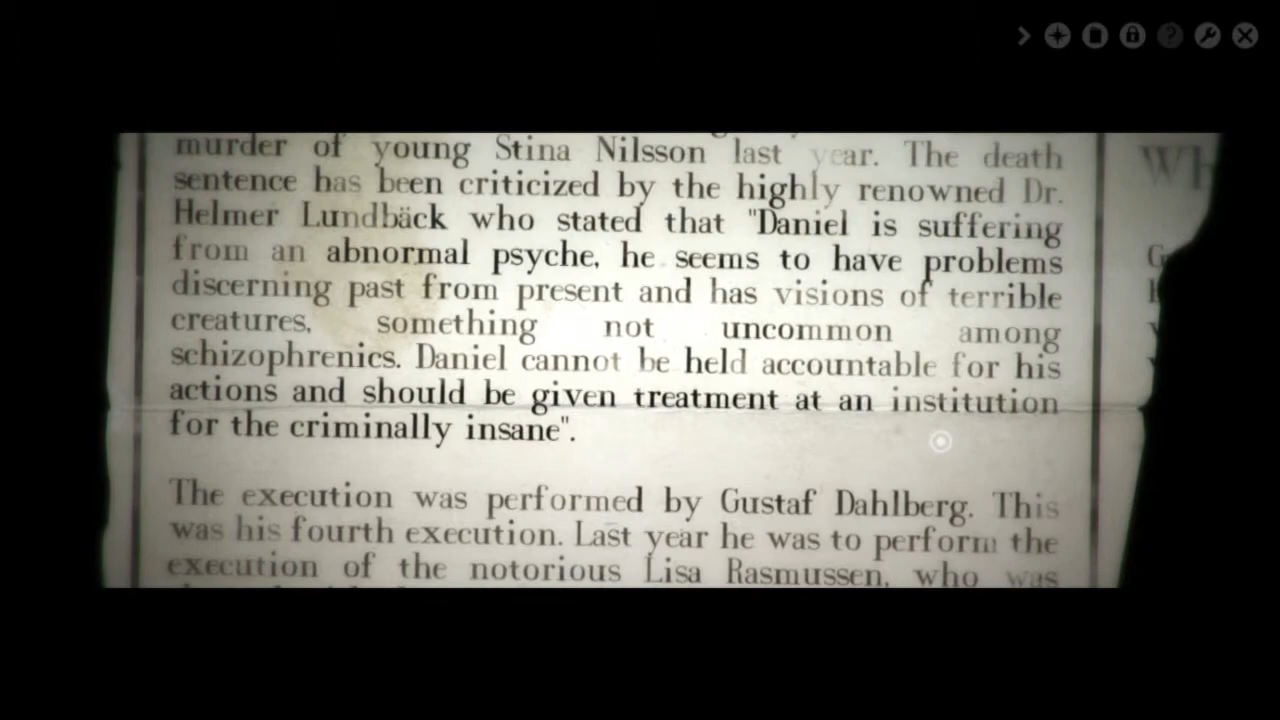 murder of young Stina Nilsson last year. The death
sentence has been criticized by the highly renowned Dr.
Helmer Lundbäck who stated that "Daniel is suffering
from an abnormal psyche, he seems to have problems
discerning past from present and has visions of terrible
creatures, something not uncommon among
schizophrenics. Daniel cannot be held accountable for his
actions and should be given treatment at an institution
for the criminally insane".
The execution was performed by Gustaf Dahlberg. This
was his fourth execution. Last year he was to perform the
execution of the notorious Lisa Rasmussen, who was